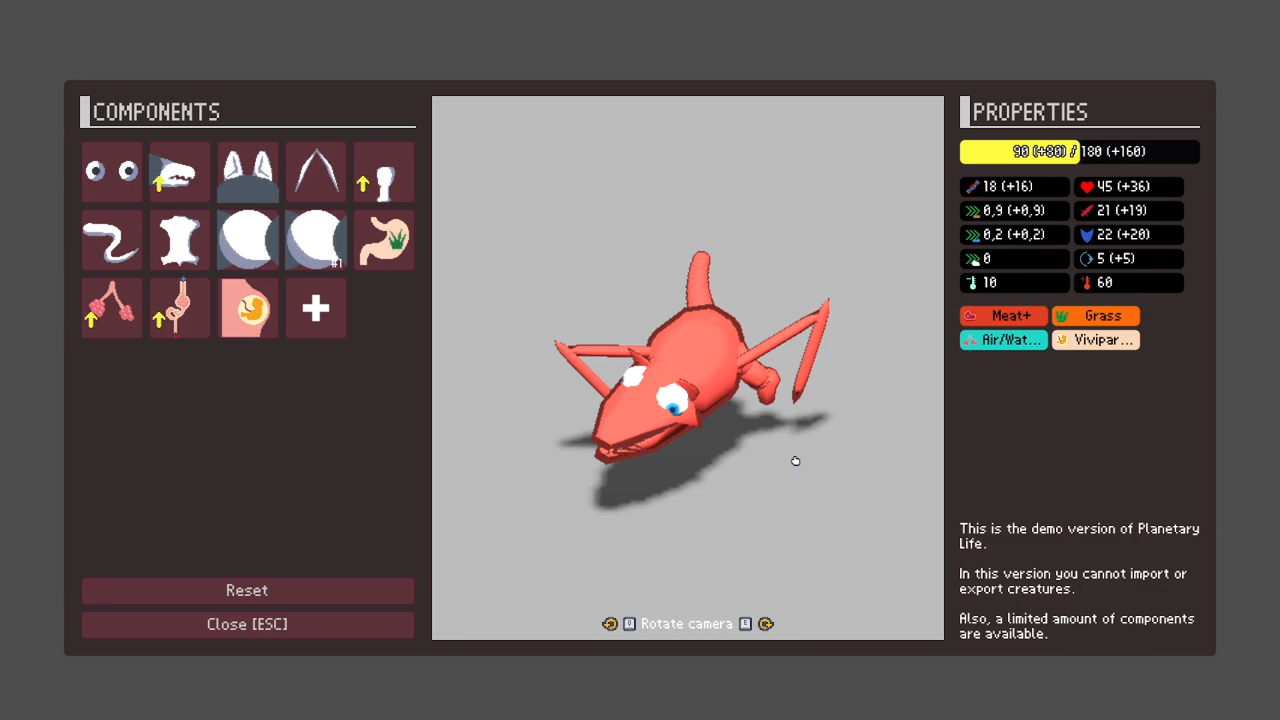 COMPONENTS
#1
Reset
Close [ESC]
Q Rotate camera E
PROPERTIES
90 (+80) / 180 (+160)
18 (+16) 45 (+36)
0,9 (+0,9) 21 (+19)
0,2 (+0,2) 22 (+20)
0 5 (+5)
10 60
Meat+ Grass
Air/Wat... Vivipar...
This is the demo version of Planetary
Life.
In this version you cannot import or
export creatures.
Also, a limited amount of components
are available.